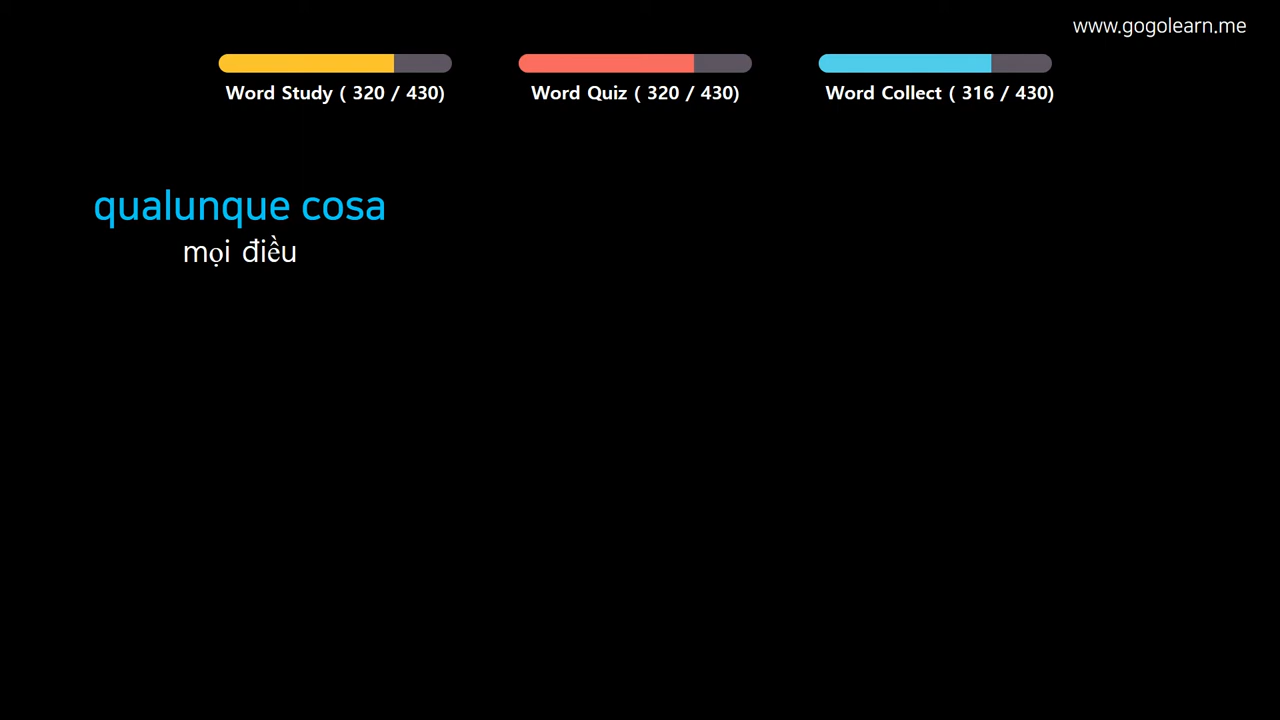 www.gogolearn.me
Word Study ( 320 / 430)
Word Quiz ( 320 / 430)
Word Collect ( 316 / 430)
qualunque cosa
mọi điều